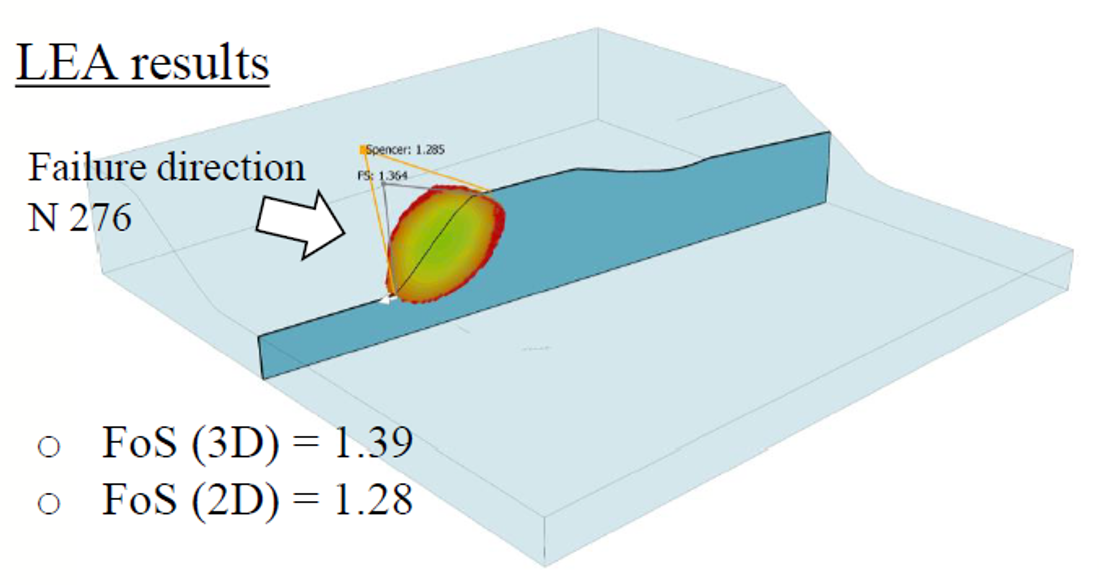 LEA results
Failure direction
N 276
Spencer: 1.285
FS: 1.364
○ FoS (3D) = 1.39
○ FoS (2D) = 1.28